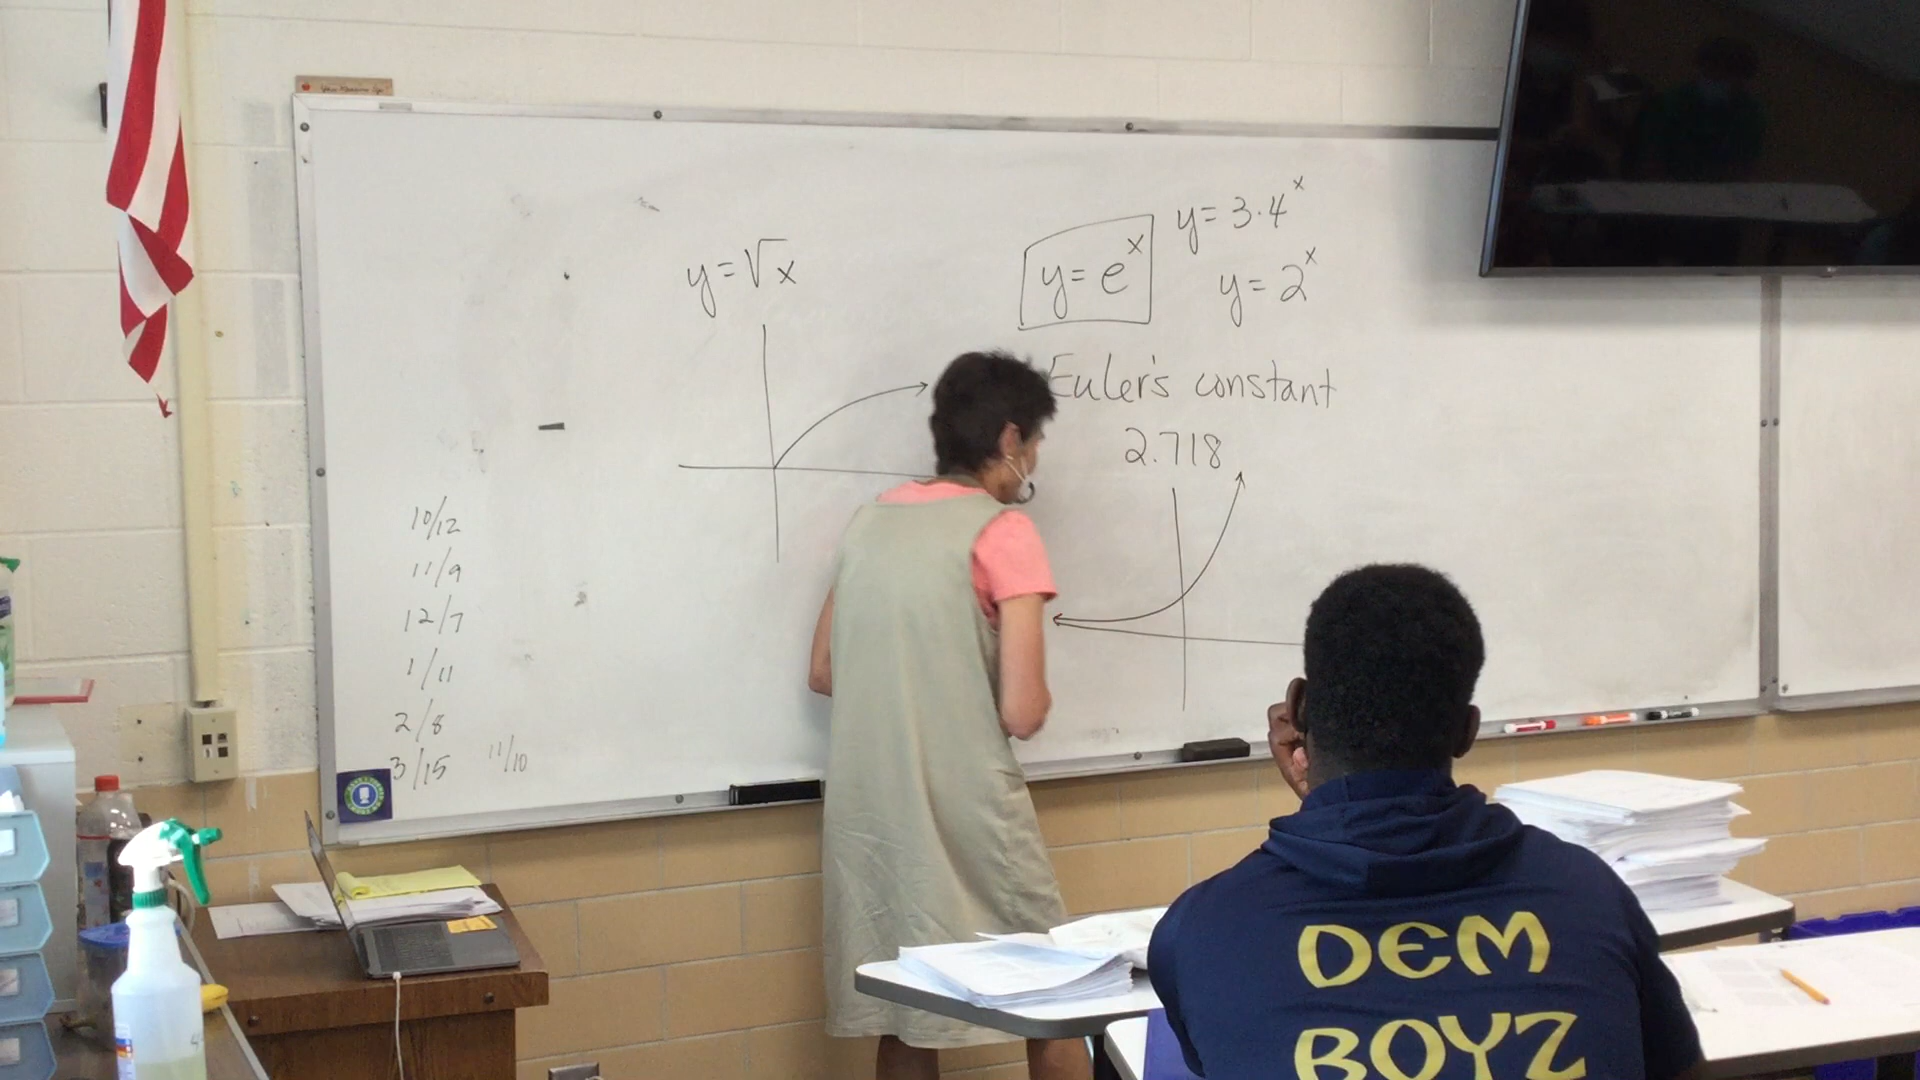 y = √x
y = 3·4^x
y = e^x
y = 2^x
Euler's constant
2.718
10/12
11/9
12/7
1/11
2/8
3/15
11/10
DEM
BOYZ